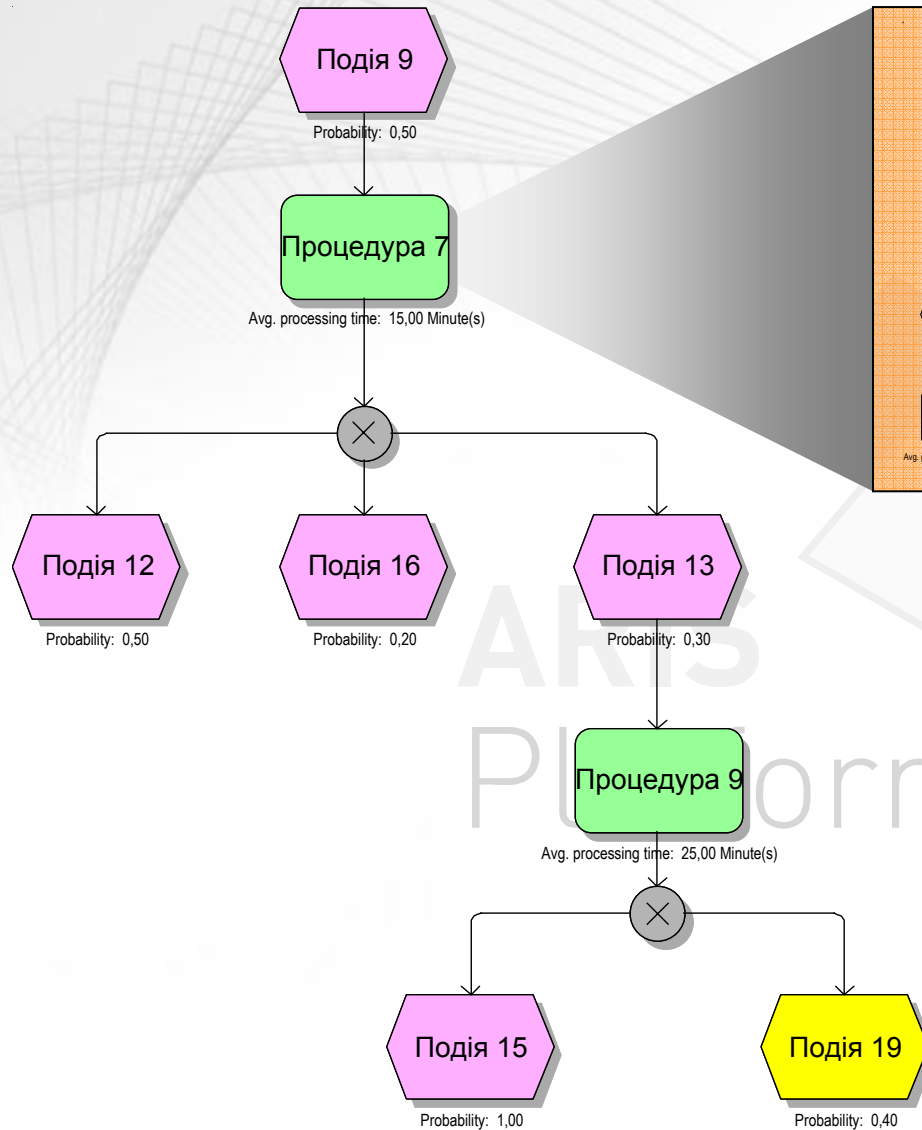 Подія 9
Probability: 0,50
Процедура 7
Avg. processing time: 15,00 Minute(s)
Avg.
Подія 12
Подія 16
Подія 13
Probability: 0,50
Probability: 0,20
Probability: 0,30
ARIS
Процедура 9
Avg. processing time: 25,00 Minute(s)
Подія 15
Подія 19
Probability: 1,00
Probability: 0,40